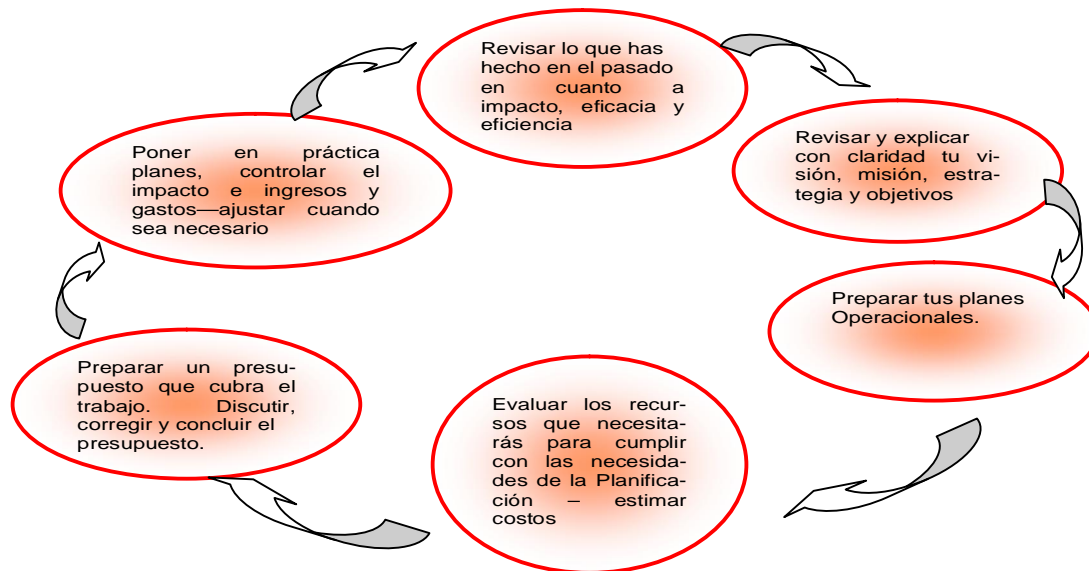 Revisar lo que has
hecho en el pasado
en cuanto a
impacto, eficacia y
eficiencia
Revisar y explicar
con claridad tu vi-
sión, misión, estra-
tegia y objetivos
Preparar tus planes
Operacionales.
Evaluar los recur-
sos que necesita-
rás para cumplir
con las necesida-
des de la Planifica-
ción – estimar
costos
Preparar un presu-
puesto que cubra el
trabajo. Discutir,
corregir y concluir el
presupuesto.
Poner en práctica
planes, controlar el
impacto e ingresos y
gastos—ajustar cuando
sea necesario